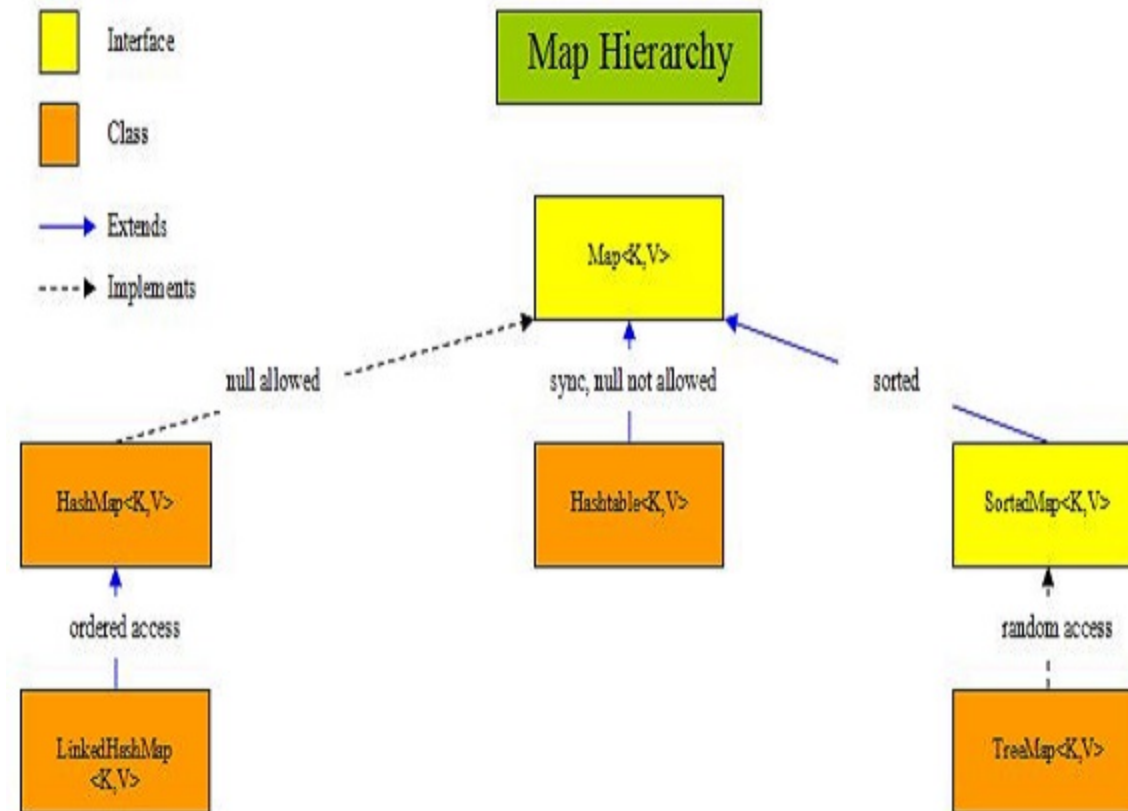 Interface
Map Hierarchy
Class
Extends
Implements
Map<K,V>
null allowed
sync, null not allowed
sorted
HashMap<K,V>
Hashtable<K,V>
SortedMap<K,V>
ordered access
random access
LinkedHashMap
<K,V>
TreeMap<K,V>